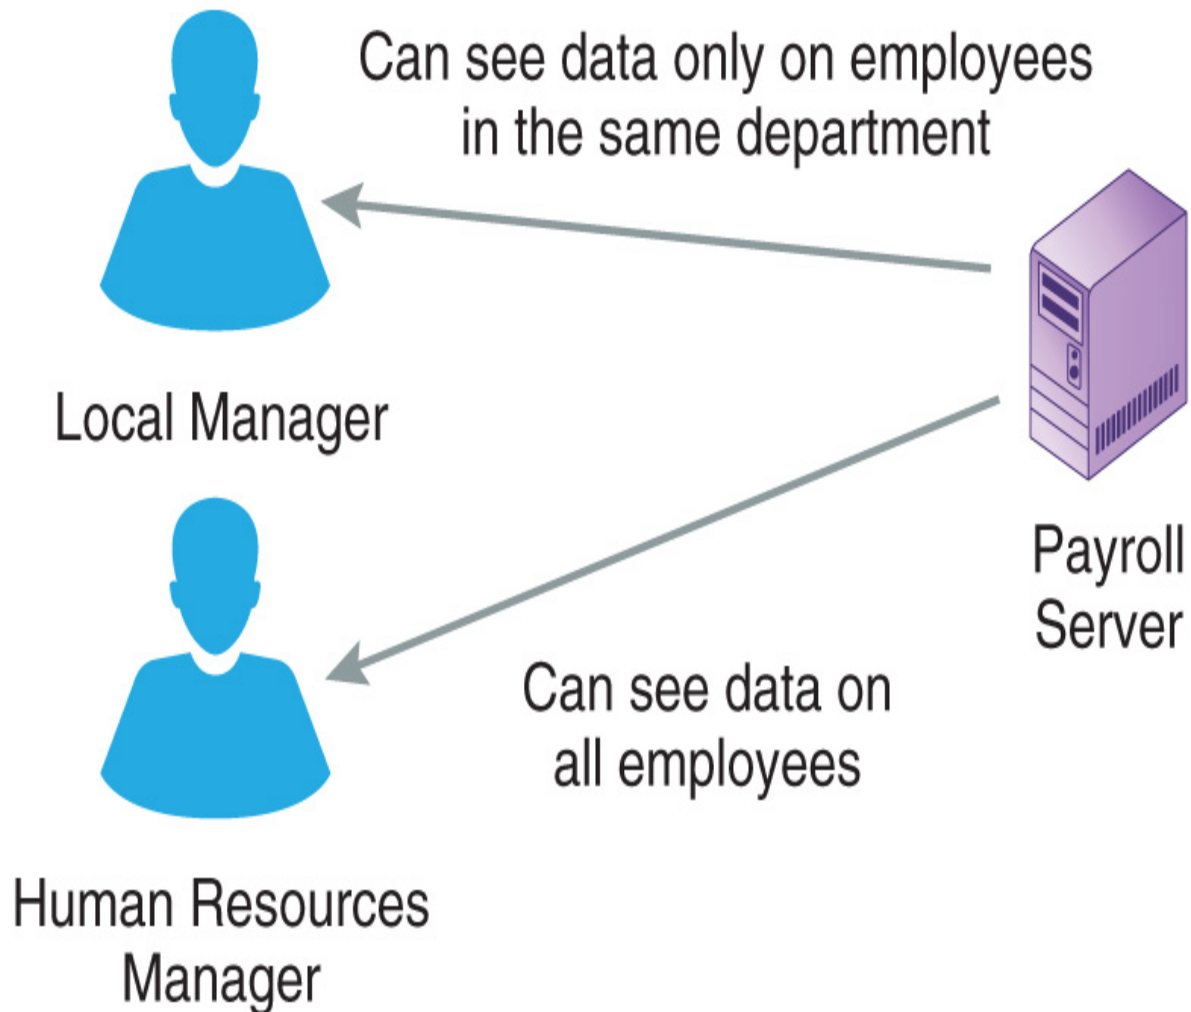 Can see data only on employees
in the same department
Local Manager
Payroll
Server
Can see data on
all employees
Human Resources
Manager